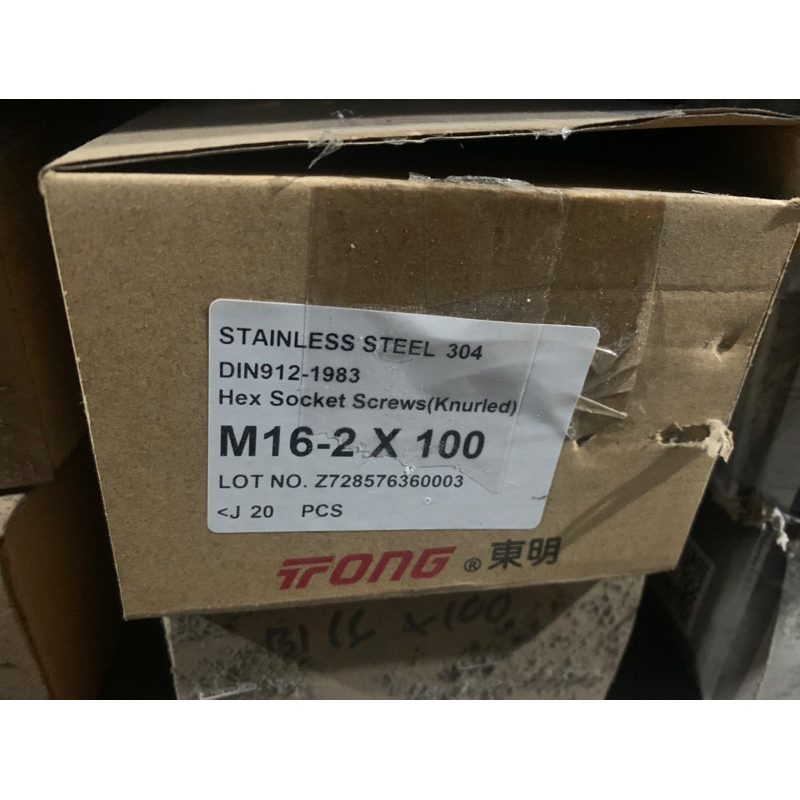 STAINLESS STEEL 304
DIN912-1983
Hex Socket Screws(Knurled)
M16-2 X 100
LOT NO. Z728576360003
<J 20 PCS
TONG ® 東明
X100